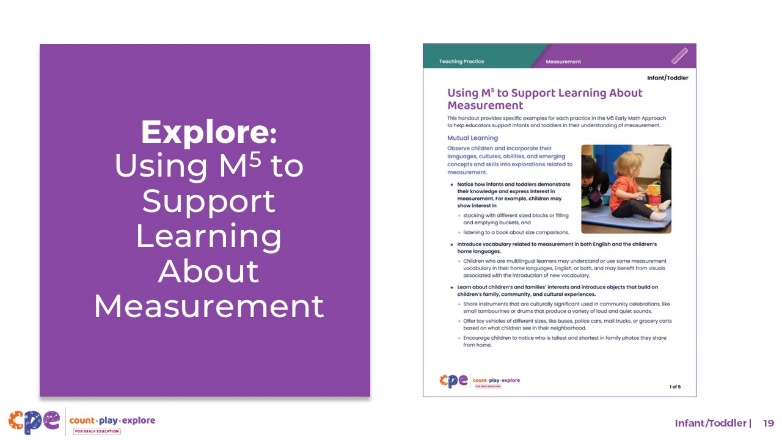 Explore:
Using M⁵ to
Support
Learning
About
Measurement
Teaching Practice
Measurement
Infant/Toddler
Using M⁵ to Support Learning About
Measurement
This handout provides specific examples for each practice in the M5 Early Math Approach
to help educators support infants and toddlers in their understanding of measurement.
Mutual Learning
Observe children and incorporate their
languages, cultures, abilities, and emerging
concepts and skills into explorations related to
measurement.
• Notice how infants and toddlers demonstrate
their knowledge and express interest in
measurement. For example, children may
show interest in
stacking with different sized blocks or filling
and emptying buckets, and
listening to a book about size comparisons.
• Introduce vocabulary related to measurement in both English and the children's
home languages.
Children who are multilingual learners may understand or use some measurement
vocabulary in their home languages, English, or both, and may benefit from visuals
associated with the introduction of new vocabulary.
• Learn about children's and families' interests and introduce objects that build on
children's family, community, and cultural experiences.
Share instruments that are culturally significant used in community celebrations, like
small tambourines or drums that produce a variety of loud and quiet sounds.
Offer toy vehicles of different sizes, like buses, police cars, mail trucks, or grocery carts
based on what children see in their neighborhood.
Encourage children to notice who is tallest and shortest in family photos they share
from home.
cpe count·play·explore
FOR EARLY EDUCATION
1 of 5
cpe count·play·explore
FOR EARLY EDUCATION
Infant/Toddler | 19